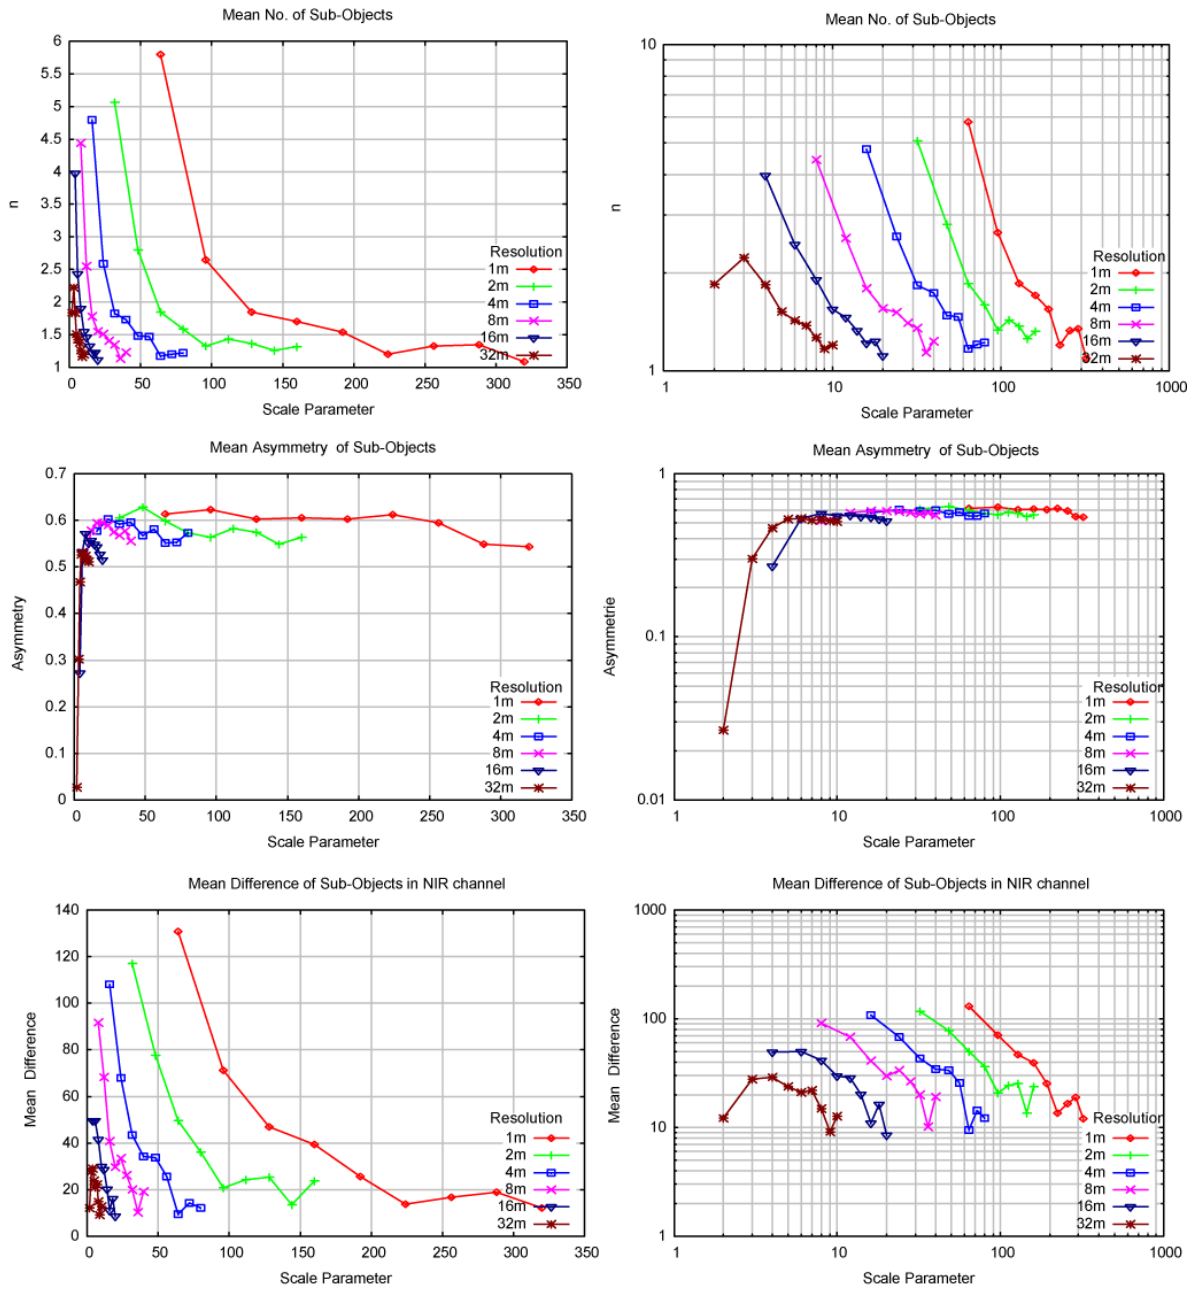 Mean No. of Sub-Objects
6
5.5
5
4.5
4
3.5
3
2.5
2
1.5
1
n
0
50
100
150
200
250
300
350
Scale Parameter
Resolution
1m
2m
4m
8m
16m
32m
Mean No. of Sub-Objects
10
1
n
1
10
100
1000
Scale Parameter
Resolution
1m
2m
4m
8m
16m
32m
Mean Asymmetry of Sub-Objects
0.7
0.6
0.5
0.4
0.3
0.2
0.1
0
Asymmetry
0
50
100
150
200
250
300
350
Scale Parameter
Resolution
1m
2m
4m
8m
16m
32m
Mean Asymmetry of Sub-Objects
1
0.1
0.01
Asymmetrie
1
10
100
1000
Scale Parameter
Resolution
1m
2m
4m
8m
16m
32m
Mean Difference of Sub-Objects in NIR channel
140
120
100
80
60
40
20
0
Mean Difference
0
50
100
150
200
250
300
350
Scale Parameter
Resolution
1m
2m
4m
8m
16m
32m
Mean Difference of Sub-Objects in NIR channel
1000
100
10
1
Mean Difference
1
10
100
1000
Scale Parameter
Resolution
1m
2m
4m
8m
16m
32m